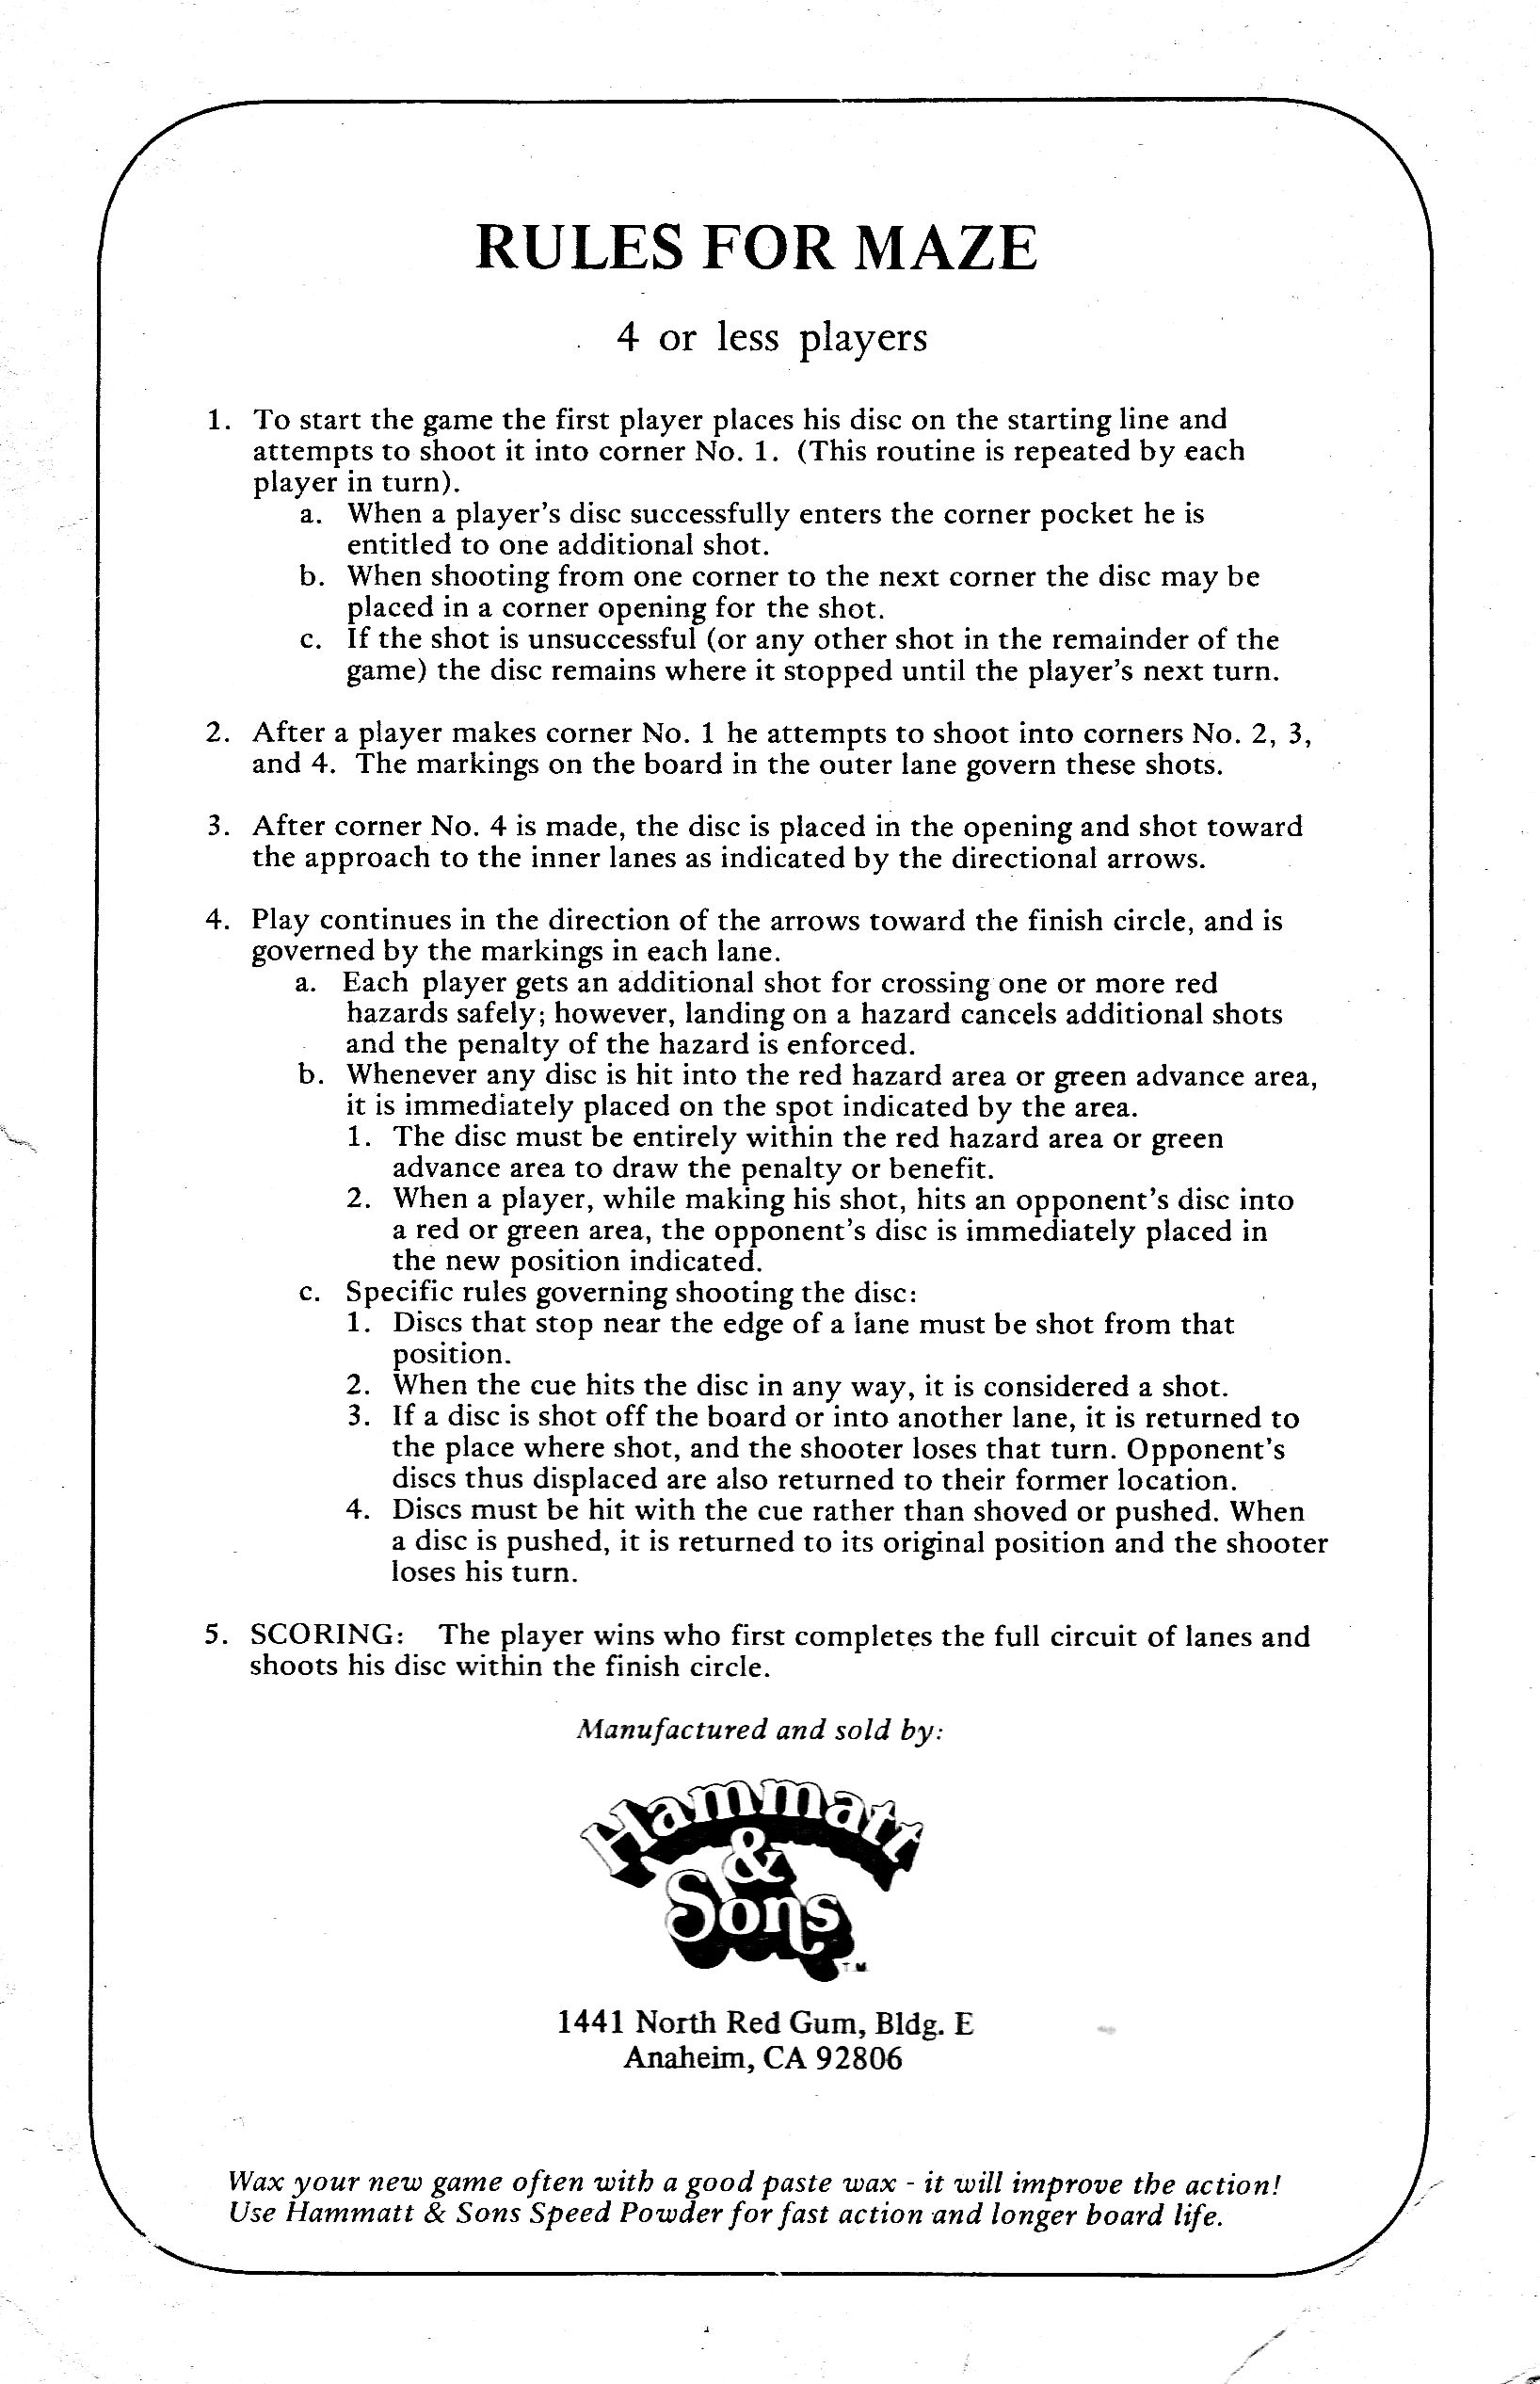 RULES FOR MAZE
4 or less players
1. To start the game the first player places his disc on the starting line and
attempts to shoot it into corner No. 1. (This routine is repeated by each
player in turn).
a. When a player's disc successfully enters the corner pocket he is
entitled to one additional shot.
b. When shooting from one corner to the next corner the disc may be
placed in a corner opening for the shot.
c. If the shot is unsuccessful (or any other shot in the remainder of the
game) the disc remains where it stopped until the player's next turn.
2. After a player makes corner No. 1 he attempts to shoot into corners No. 2, 3,
and 4. The markings on the board in the outer lane govern these shots.
3. After corner No. 4 is made, the disc is placed in the opening and shot toward
the approach to the inner lanes as indicated by the directional arrows.
4. Play continues in the direction of the arrows toward the finish circle, and is
governed by the markings in each lane.
a. Each player gets an additional shot for crossing one or more red
hazards safely; however, landing on a hazard cancels additional shots
and the penalty of the hazard is enforced.
b. Whenever any disc is hit into the red hazard area or green advance area,
it is immediately placed on the spot indicated by the area.
1. The disc must be entirely within the red hazard area or green
advance area to draw the penalty or benefit.
2. When a player, while making his shot, hits an opponent's disc into
a red or green area, the opponent's disc is immediately placed in
the new position indicated.
c. Specific rules governing shooting the disc:
1. Discs that stop near the edge of a lane must be shot from that
position.
2. When the cue hits the disc in any way, it is considered a shot.
3. If a disc is shot off the board or into another lane, it is returned to
the place where shot, and the shooter loses that turn. Opponent's
discs thus displaced are also returned to their former location.
4. Discs must be hit with the cue rather than shoved or pushed. When
a disc is pushed, it is returned to its original position and the shooter
loses his turn.
5. SCORING: The player wins who first completes the full circuit of lanes and
shoots his disc within the finish circle.
Manufactured and sold by:
Hammatt
&
Sons
T.M.
1441 North Red Gum, Bldg. E
Anaheim, CA 92806
Wax your new game often with a good paste wax - it will improve the action!
Use Hammatt & Sons Speed Powder for fast action and longer board life.